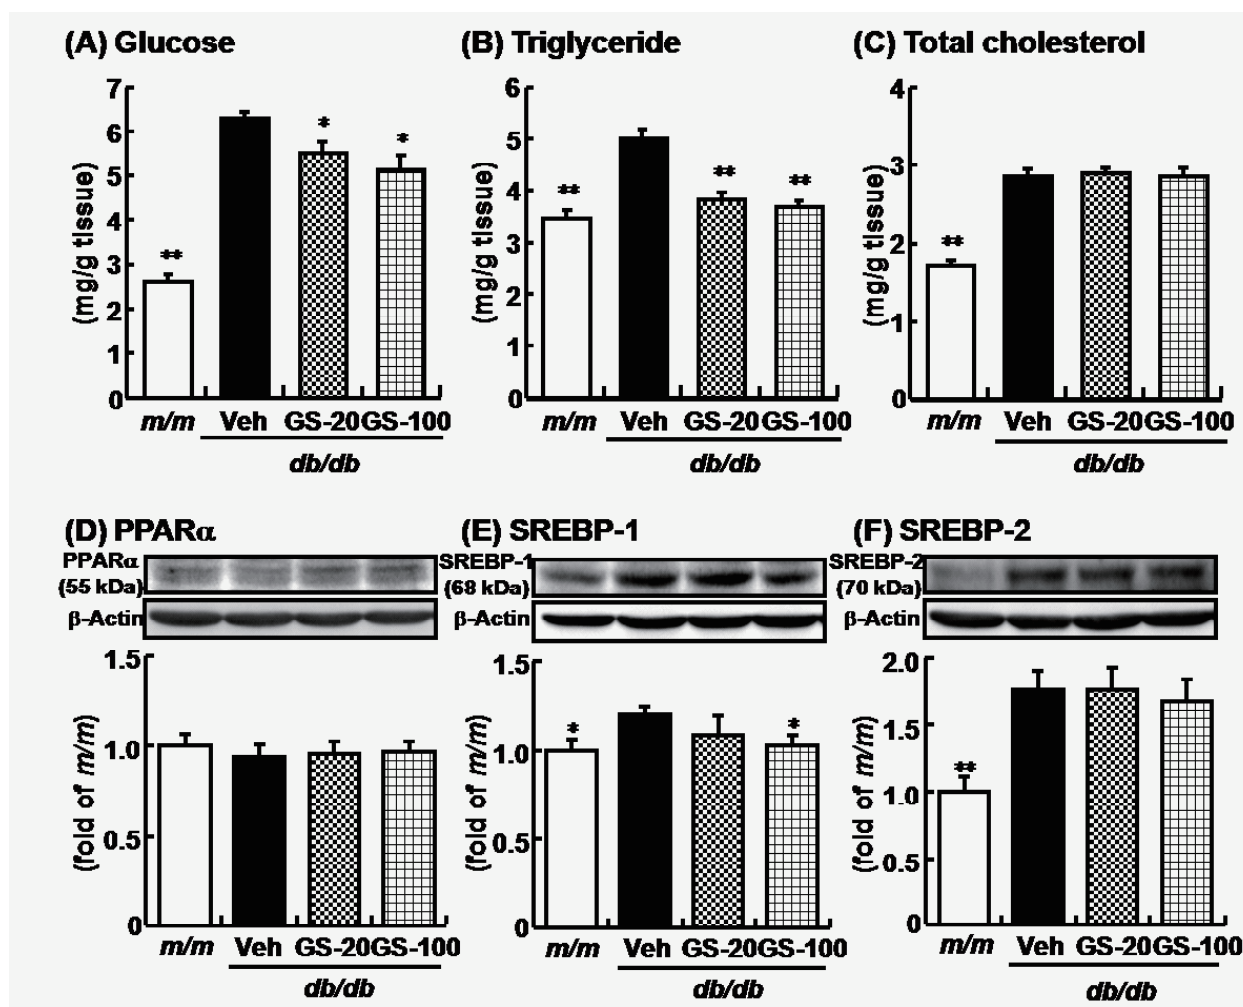 (A) Glucose
7
6
5
4
3
2
1
0
(mg/g tissue)
**
*
*
m/m Veh GS-20 GS-100
db/db
(B) Triglyceride
6
5
4
3
2
1
0
(mg/g tissue)
**
**
**
m/m Veh GS-20 GS-100
db/db
(C) Total cholesterol
4
3
2
1
0
(mg/g tissue)
**
m/m Veh GS-20 GS-100
db/db
(D) PPARα
PPARα
(55 kDa)
β-Actin
1.5
1.0
0.5
0
(fold of m/m)
m/m Veh GS-20 GS-100
db/db
(E) SREBP-1
SREBP-1
(68 kDa)
β-Actin
1.5
1.0
0.5
0
(fold of m/m)
*
*
m/m Veh GS-20 GS-100
db/db
(F) SREBP-2
SREBP-2
(70 kDa)
β-Actin
2.0
1.5
1.0
0.5
0
(fold of m/m)
**
m/m Veh GS-20 GS-100
db/db